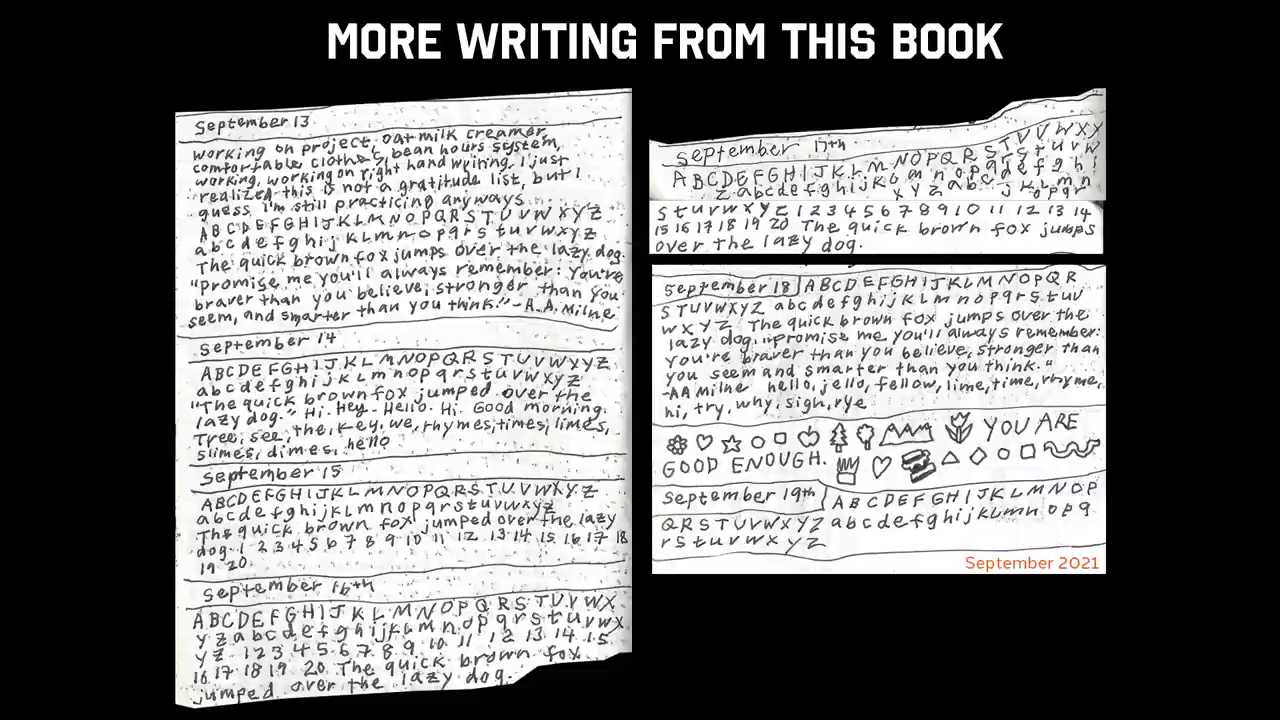 MORE WRITING FROM THIS BOOK
September 13
working on project, oat milk creamer,
comfortable clothes, bean hours system,
working, working on right hand writing. I just
realized this is not a gratitude list, but I
guess I'm still practicing anyways
ABCDEFGHIJKLMNOPQRSTUVWXYZ
abcdefghijklmnopqrstuvwxyz
The quick brown fox jumps over the lazy dog.
"Promise me you'll always remember: You're
braver than you believe, stronger than you
seem, and smarter than you think." - A.A. Milne
September 14
ABCDEFGHIJKLMNOPQRSTUVWXYZ
abcdefghijklmnopqrstuvwxyz
"The quick brown fox jumped over the
lazy dog." Hi. Hey. Hello. Hi. Good morning.
Tree, see, the, key, we, rhymes, times, limes,
slimes, dimes, hello
September 15
ABCDEFGHIJKLMNOPQRSTUVWXYZ
abcdefghijklmnopqrstuvwxyz
The quick brown fox jumped over the lazy
dog. 1 2 3 4 5 6 7 8 9 10 11 12 13 14 15 16 17 18
19 20
September 16th
ABCDEFGHIJKLMNOPQRSTUVWX
YZ abcdefghijklmnopqrstuvwx
yz 1 2 3 4 5 6 7 8 9 10 11 12 13 14 15
16 17 18 19 20 The quick brown fox
jumped over the lazy dog.
September 17th
ABCDEFGHIJKLMNOPQRSTUVWXY
Z abcdefghijklmnopqrstuvw
xyz abcdefghi
jklmn
opqr
stuvwxyz 1 2 3 4 5 6 7 8 9 10 11 12 13 14
15 16 17 18 19 20 The quick brown fox jumps
over the lazy dog.
September 18 ABCDEFGHIJKLMNOPQR
STUVWXYZ abcdefghijklmnopqrstuv
wxyz The quick brown fox jumps over the
lazy dog. "promise me you'll always remember:
You're braver than you believe, stronger than
you seem and smarter than you think."
-AA Milne hello, jello, fellow, lime, time, rhyme,
hi, try, why, sigh, rye
YOU ARE
GOOD ENOUGH.
September 19th ABCDEFGHIJKLMNOP
QRSTUVWXYZ abcdefghijklmnopq
rstuvwxyz
September 2021